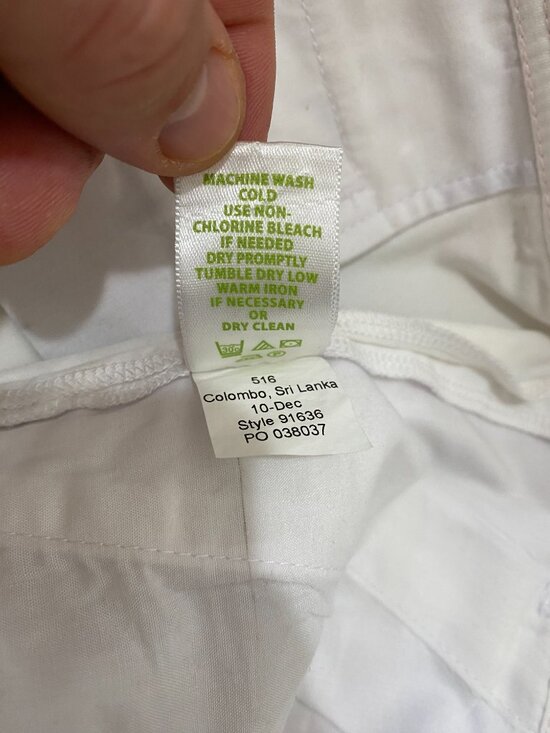 MACHINE WASH
COLD
USE NON-
CHLORINE BLEACH
IF NEEDED
DRY PROMPTLY
TUMBLE DRY LOW
WARM IRON
IF NECESSARY
OR
DRY CLEAN
516
Colombo, Sri Lanka
10-Dec
Style 91636
PO 038037